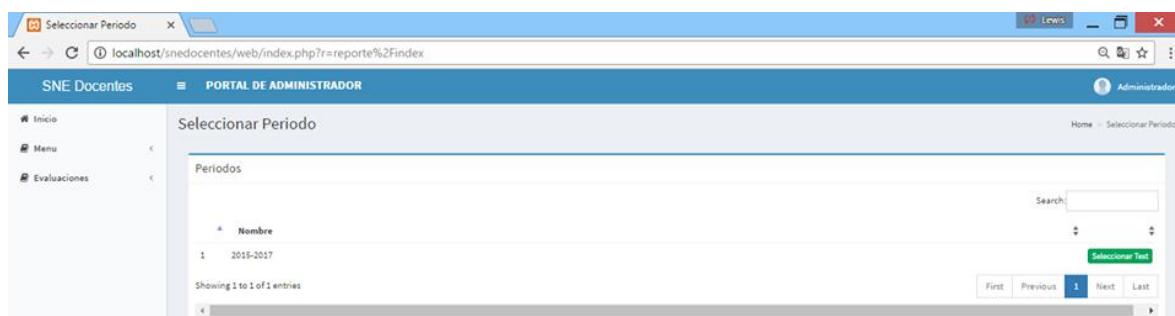 Seleccionar Periodo
Lewis
localhost/snedocentes/web/index.php?r=reporte%2Findex
SNE Docentes PORTAL DE ADMINISTRADOR Administrador
Inicio Seleccionar Periodo Home > Seleccionar Periodo
Menu
Periodos
Evaluaciones
Search:
Nombre
1 2015-2017 Seleccionar Test
Showing 1 to 1 of 1 entries First Previous 1 Next Last